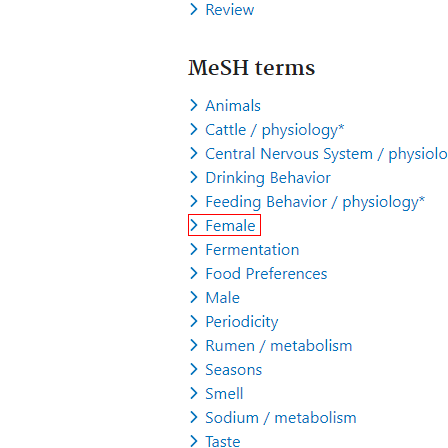 Review
MeSH terms
Animals
Cattle / physiology*
Central Nervous System / physiolo
Drinking Behavior
Feeding Behavior / physiology*
Female
Fermentation
Food Preferences
Male
Periodicity
Rumen / metabolism
Seasons
Smell
Sodium / metabolism
Taste